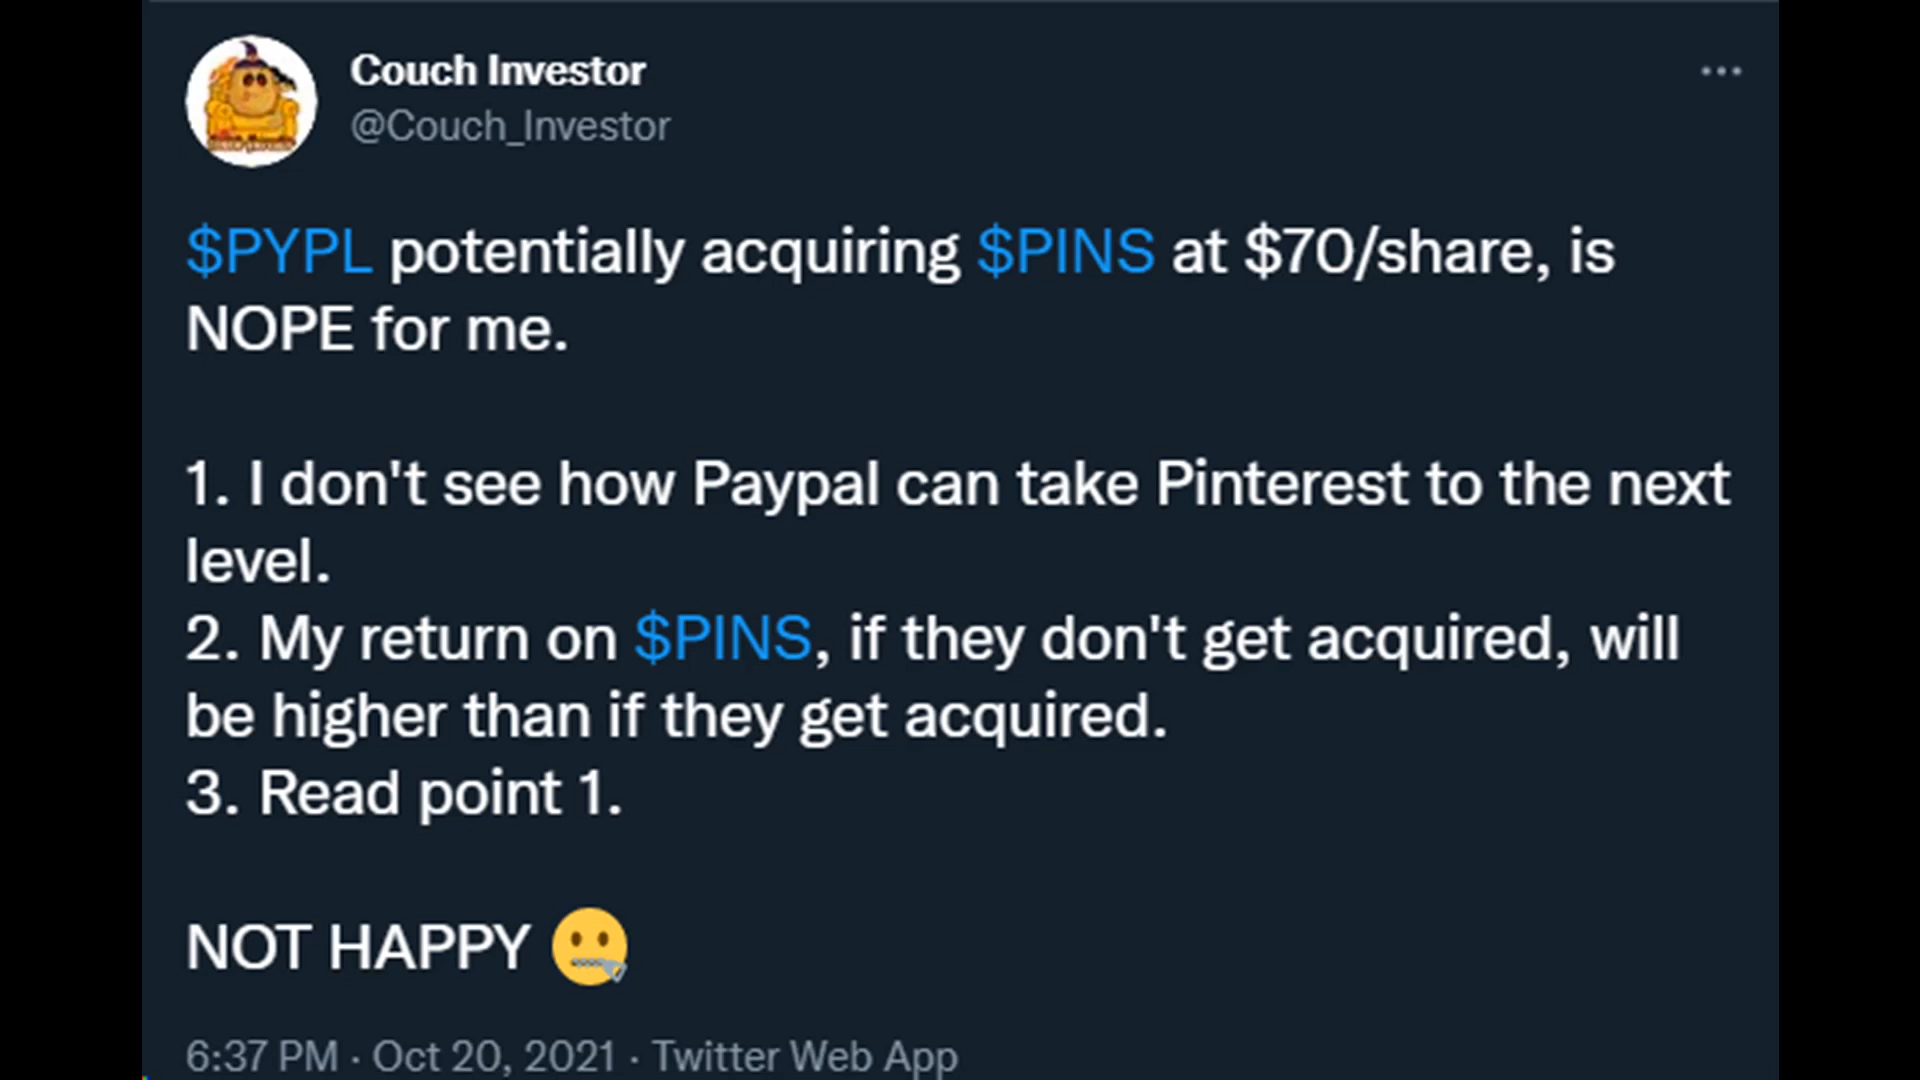 Couch Investor
@Couch_Investor
$PYPL potentially acquiring $PINS at $70/share, is
NOPE for me.
1. I don't see how Paypal can take Pinterest to the next
level.
2. My return on $PINS, if they don't get acquired, will
be higher than if they get acquired.
3. Read point 1.
NOT HAPPY 🤐
6:37 PM · Oct 20, 2021 · Twitter Web App